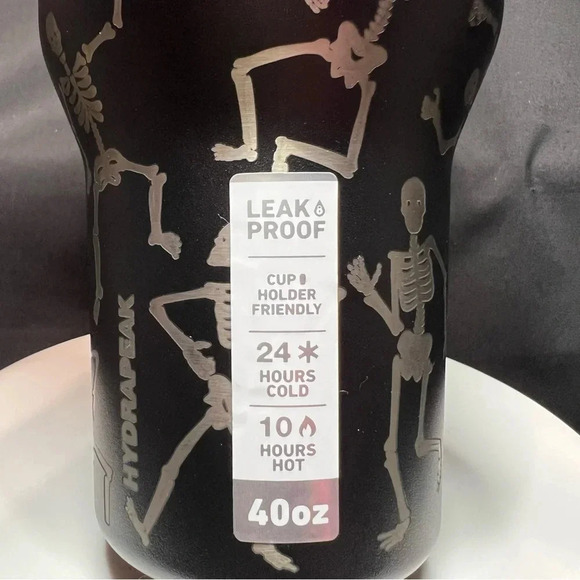 LEAK
PROOF
CUP
HOLDER
FRIENDLY
24
HOURS
COLD
10
HOURS
HOT
40oz
HYDRAPEAK